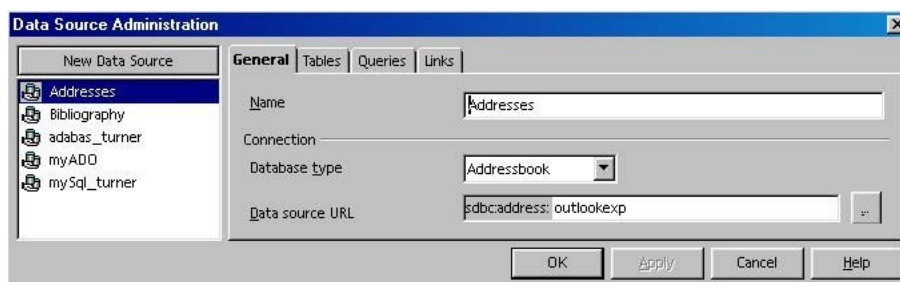 Data Source Administration
New Data Source
Addresses
Bibliography
adabas_turner
myADO
mySql_turner
General Tables Queries Links
Name Addresses
Connection
Database type Addressbook
Data source URL sdbc:address: outlookexp ...
OK Apply Cancel Help